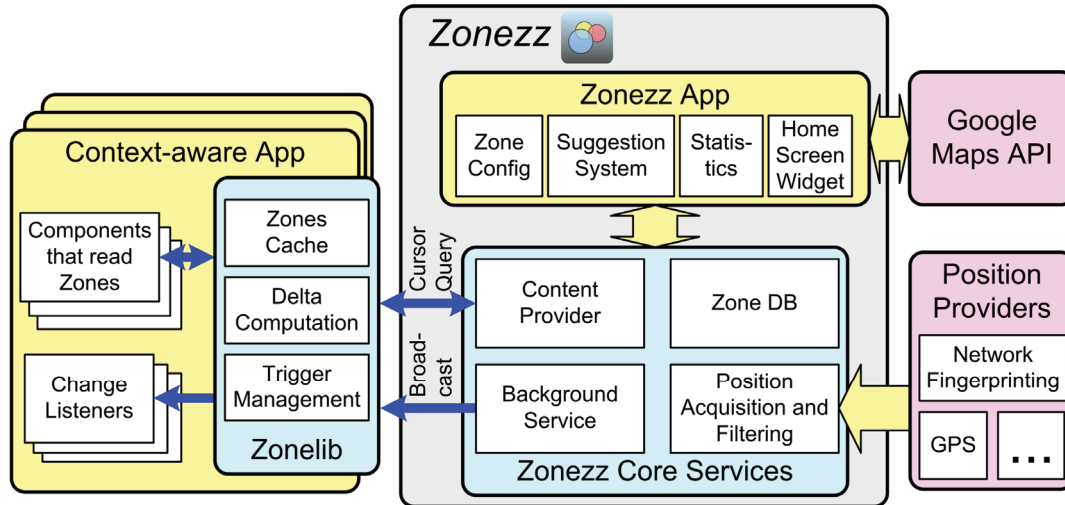 Zonezz
Zonezz App
Zone
Config
Suggestion
System
Statis-
tics
Home
Screen
Widget
Google
Maps API
Context-aware App
Components
that read
Zones
Change
Listeners
Zones
Cache
Delta
Computation
Trigger
Management
Zonelib
Cursor
Query
Broad-
cast
Content
Provider
Zone DB
Background
Service
Position
Acquisition and
Filtering
Zonezz Core Services
Position
Providers
Network
Fingerprinting
GPS
...